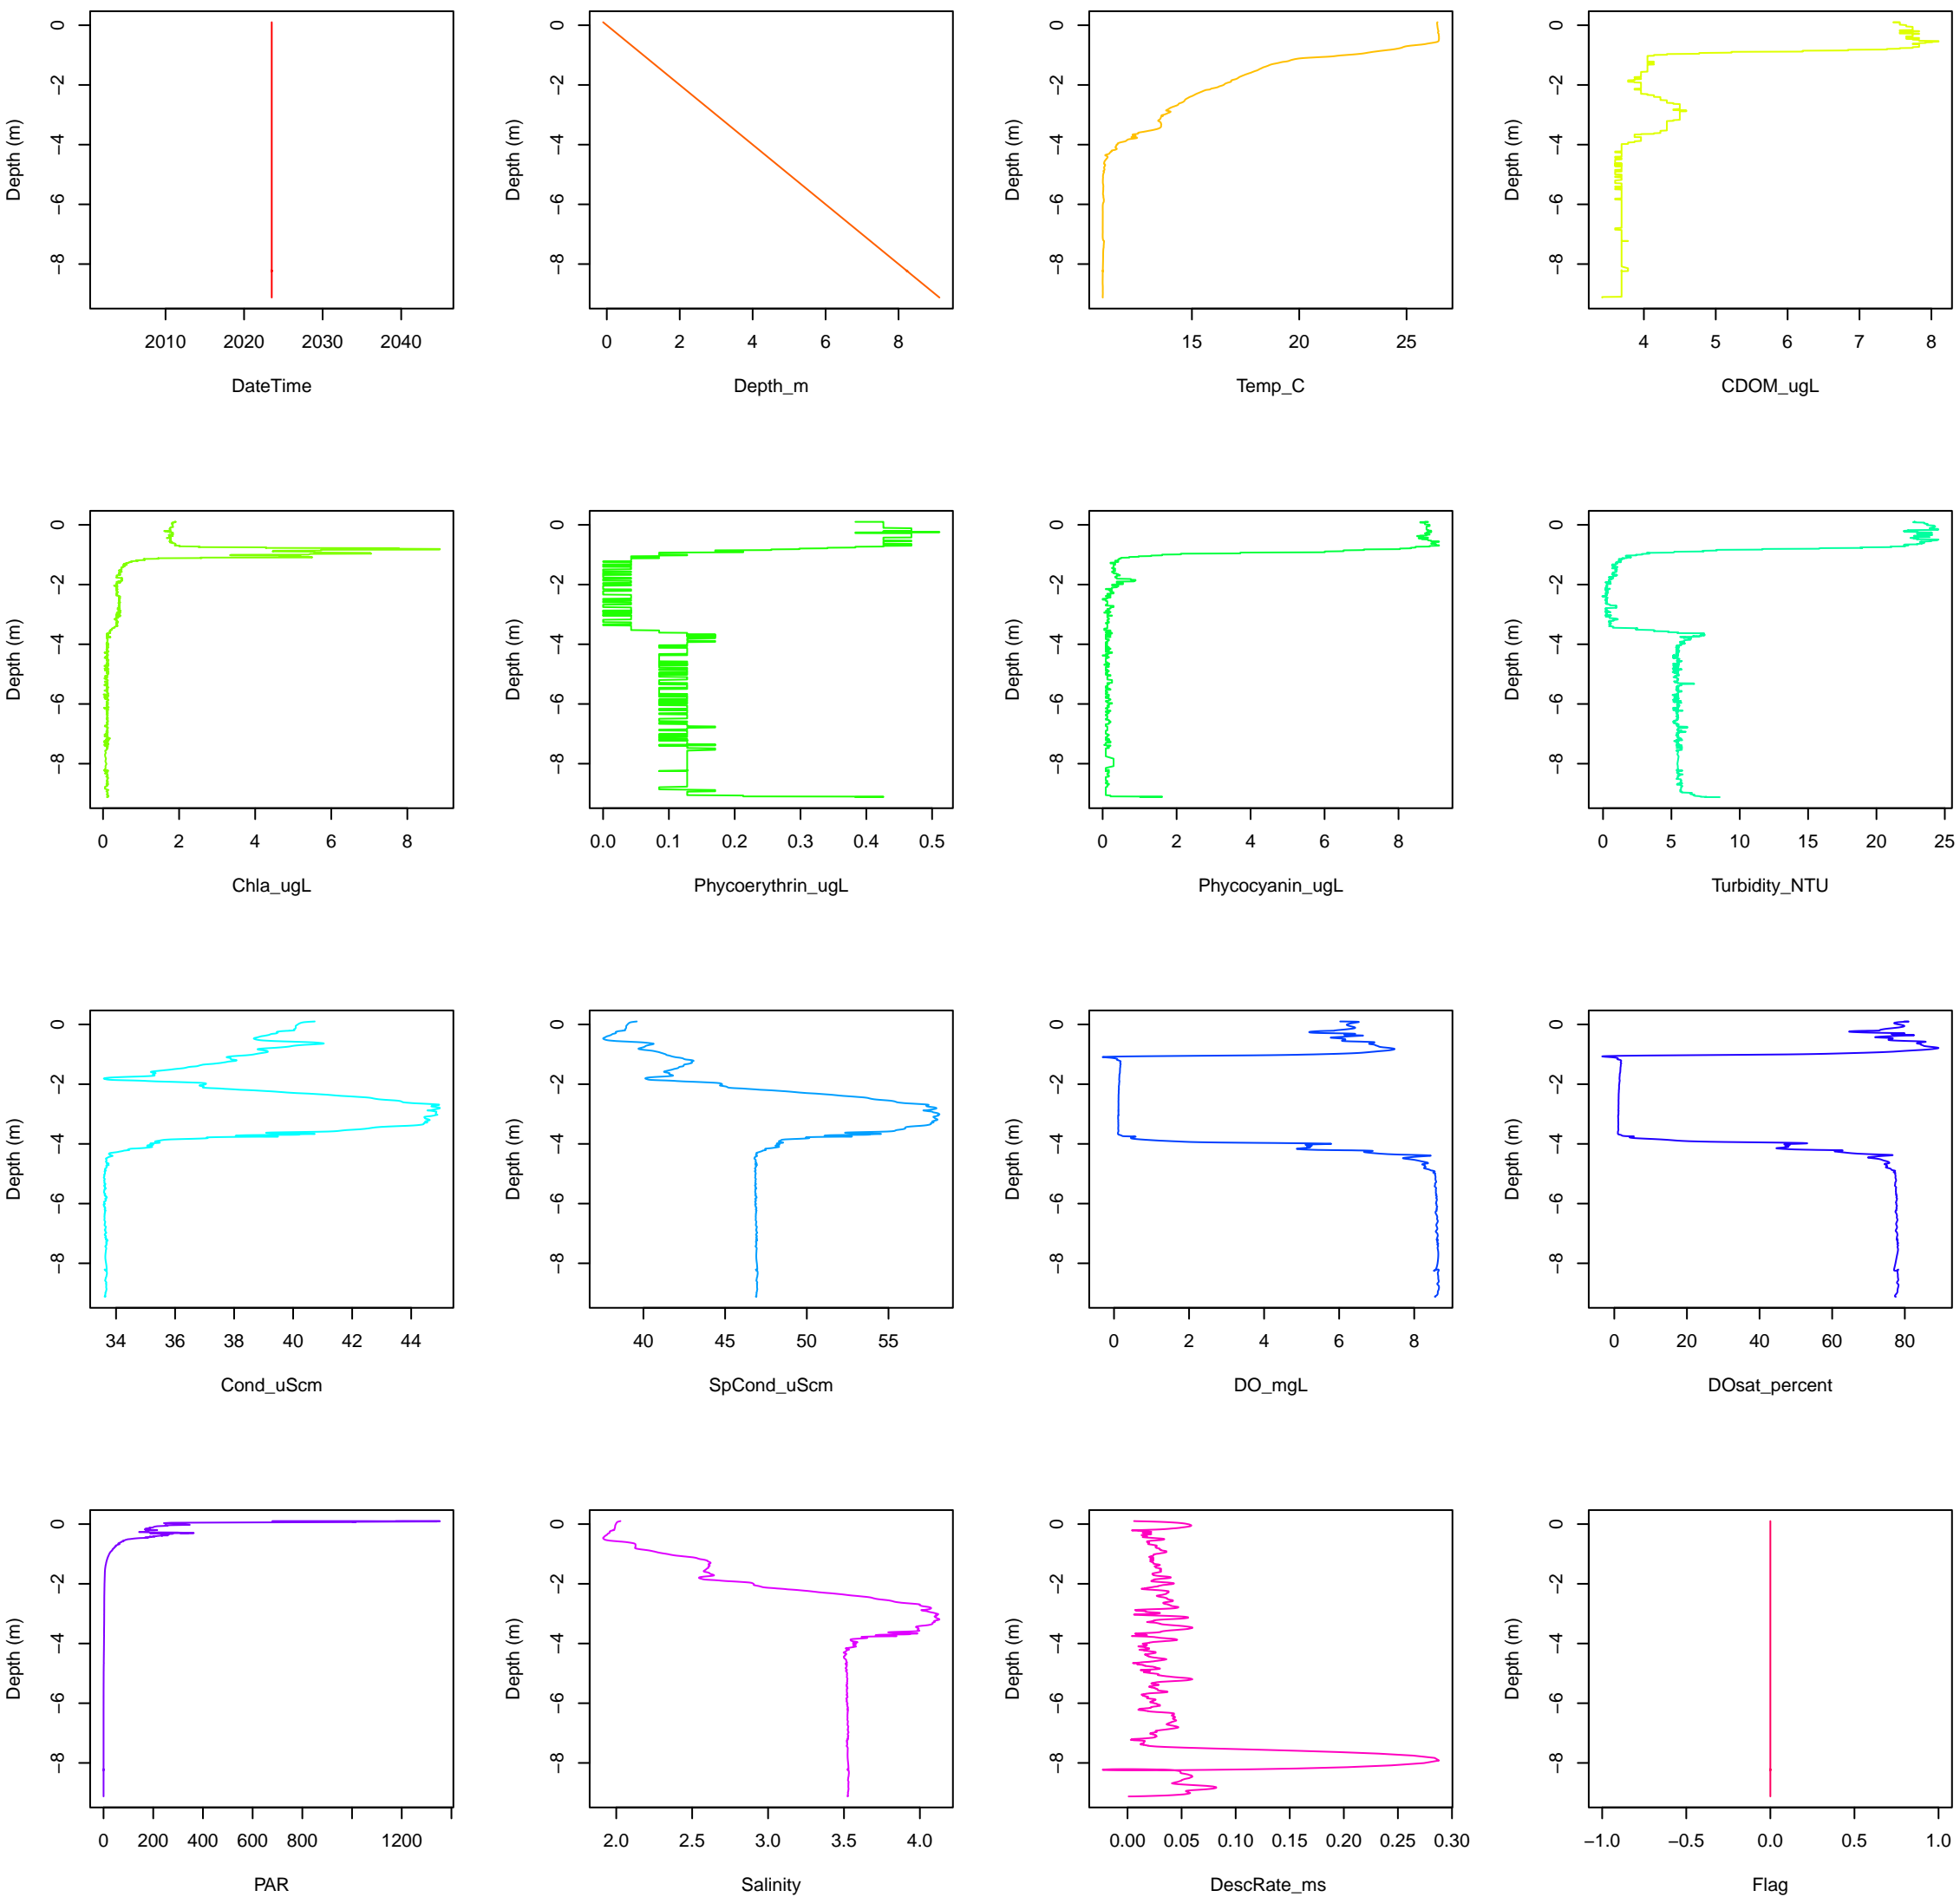 0 0 0 0
−2 −2 −2 −2
−4 −4 −4 −4
−6 −6 −6 −6
−8 −8 −8 −8
Depth (m) Depth (m) Depth (m) Depth (m)
2010 2020 2030 2040 0 2 4 6 8 15 20 25 4 5 6 7 8
DateTime Depth_m Temp_C CDOM_ugL
0 0 0 0
−2 −2 −2 −2
−4 −4 −4 −4
−6 −6 −6 −6
−8 −8 −8 −8
Depth (m) Depth (m) Depth (m) Depth (m)
0 2 4 6 8 0.0 0.1 0.2 0.3 0.4 0.5 0 2 4 6 8 0 5 10 15 20 25
Chla_ugL Phycoerythrin_ugL Phycocyanin_ugL Turbidity_NTU
0 0 0 0
−2 −2 −2 −2
−4 −4 −4 −4
−6 −6 −6 −6
−8 −8 −8 −8
Depth (m) Depth (m) Depth (m) Depth (m)
34 36 38 40 42 44 40 45 50 55 0 2 4 6 8 0 20 40 60 80
Cond_uScm SpCond_uScm DO_mgL DOsat_percent
0 0 0 0
−2 −2 −2 −2
−4 −4 −4 −4
−6 −6 −6 −6
−8 −8 −8 −8
Depth (m) Depth (m) Depth (m) Depth (m)
0 200 400 600 800 1200 2.0 2.5 3.0 3.5 4.0 0.00 0.05 0.10 0.15 0.20 0.25 0.30 −1.0 −0.5 0.0 0.5 1.0
PAR Salinity DescRate_ms Flag